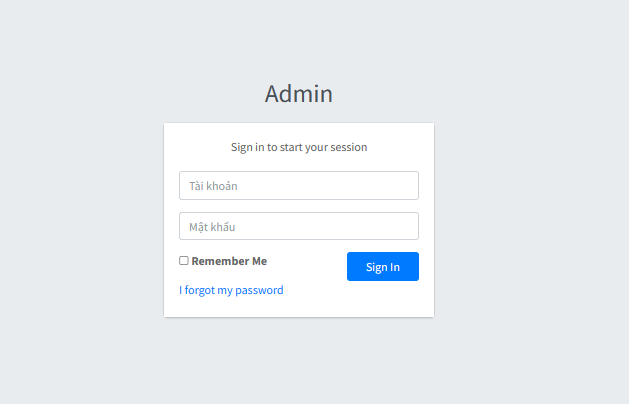 Admin
Sign in to start your session
Tài khoản
Mật khẩu
Remember Me
Sign In
I forgot my password